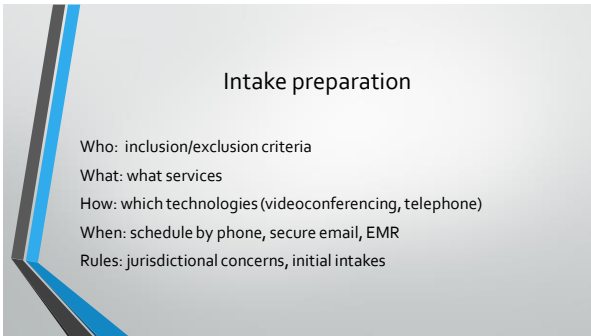 Intake preparation
Who: inclusion/exclusion criteria
What: what services
How: which technologies (videoconferencing, telephone)
When: schedule by phone, secure email, EMR
Rules: jurisdictional concerns, initial intakes